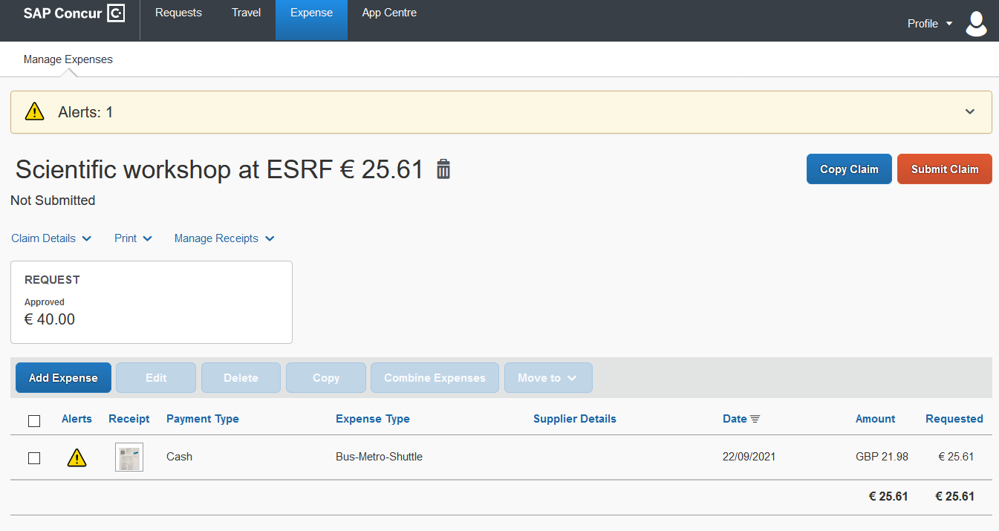 SAP Concur C Requests Travel Expense App Centre
Profile
Manage Expenses
Alerts: 1
Scientific workshop at ESRF € 25.61
Copy Claim Submit Claim
Not Submitted
Claim Details Print Manage Receipts
REQUEST
Approved
€ 40.00
Add Expense Edit Delete Copy Combine Expenses Move to
Alerts Receipt Payment Type Expense Type Supplier Details Date Amount Requested
Cash Bus-Metro-Shuttle 22/09/2021 GBP 21.98 € 25.61
€ 25.61 € 25.61